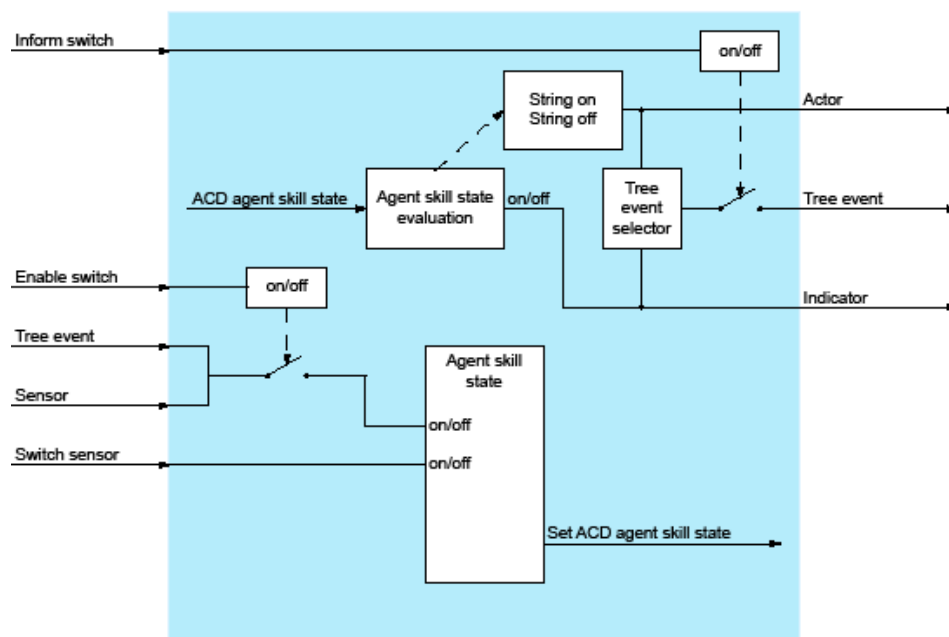 Inform switch
on/off
String on
String off
Actor
ACD agent skill state
Agent skill state
evaluation
on/off
Tree
event
selector
Tree event
Enable switch
on/off
Indicator
Tree event
Agent skill
state
Sensor
on/off
Switch sensor
on/off
Set ACD agent skill state